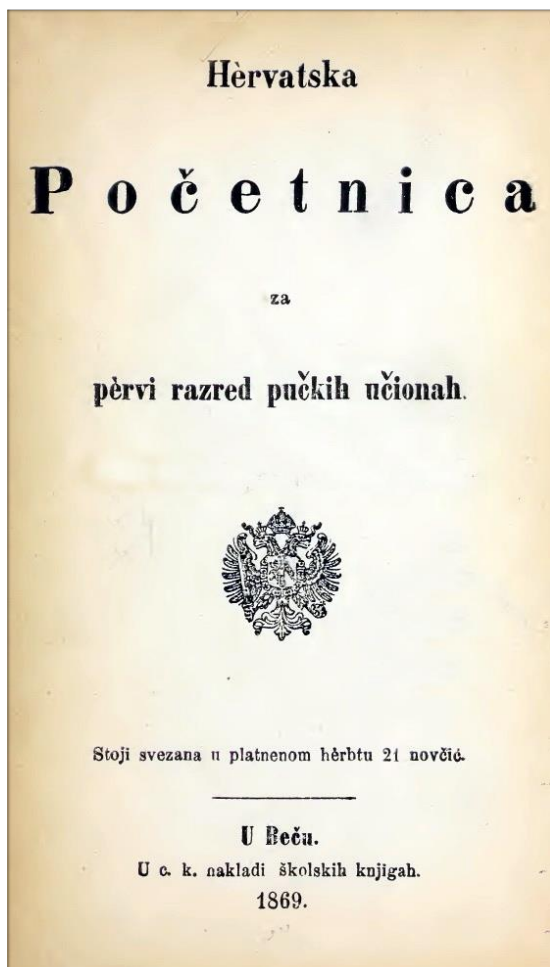 Hèrvatska
Početnica
za
pèrvi razred pučkih učionah.
Stoji svezana u platnenom hèrbtu 21 novčić.
U Beču.
U c. k. nakladi školskih knjigah.
1869.